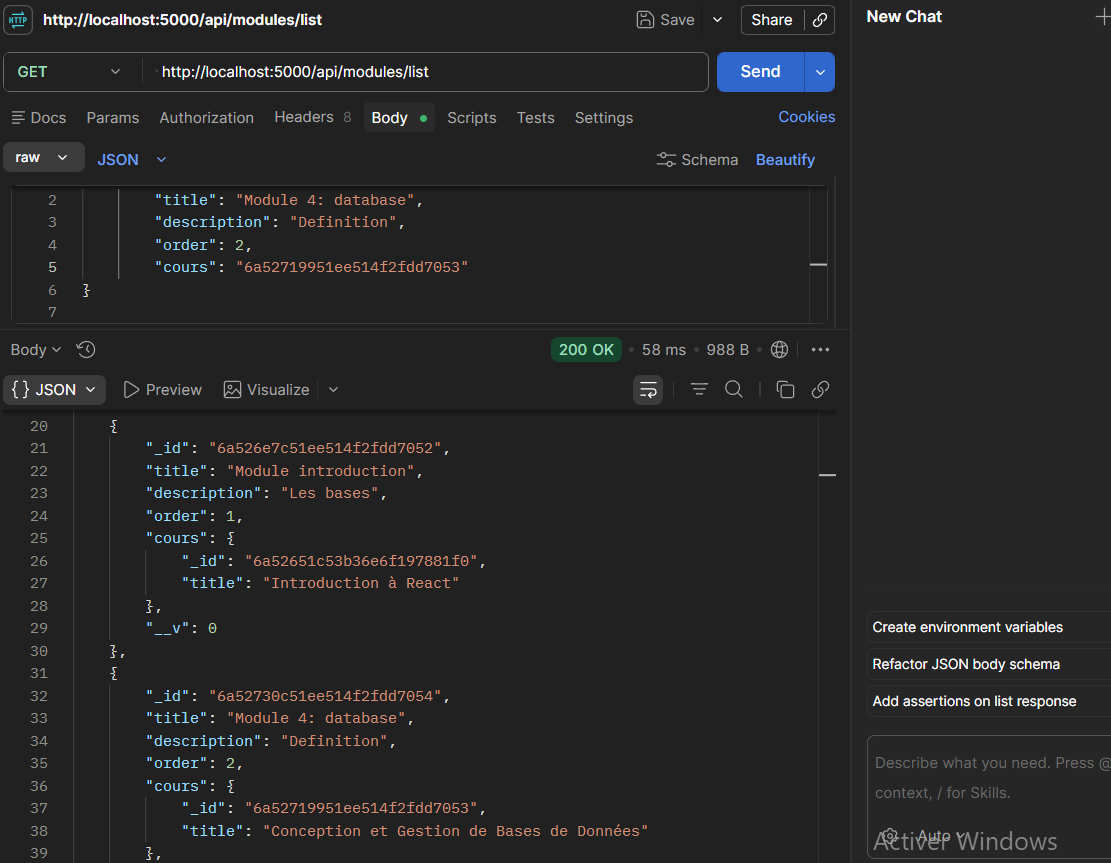 HTTP http://localhost:5000/api/modules/list Save Share
GET http://localhost:5000/api/modules/list Send
Docs Params Authorization Headers 8 Body Scripts Tests Settings Cookies
raw JSON Schema Beautify
2 "title": "Module 4: database",
3 "description": "Definition",
4 "order": 2,
5 "cours": "6a52719951ee514f2fdd7053"
6 }
7
Body 200 OK 58 ms 988 B
{} JSON Preview Visualize
20 {
21 "_id": "6a526e7c51ee514f2fdd7052",
22 "title": "Module introduction",
23 "description": "Les bases",
24 "order": 1,
25 "cours": {
26 "_id": "6a52651c53b36e6f197881f0",
27 "title": "Introduction à React"
28 },
29 "__v": 0
30 },
31 {
32 "_id": "6a52730c51ee514f2fdd7054",
33 "title": "Module 4: database",
34 "description": "Definition",
35 "order": 2,
36 "cours": {
37 "_id": "6a52719951ee514f2fdd7053",
38 "title": "Conception et Gestion de Bases de Données"
39 },
New Chat
Create environment variables
Refactor JSON body schema
Add assertions on list response
Describe what you need. Press @
context, / for Skills.
Auto
Activer Windows